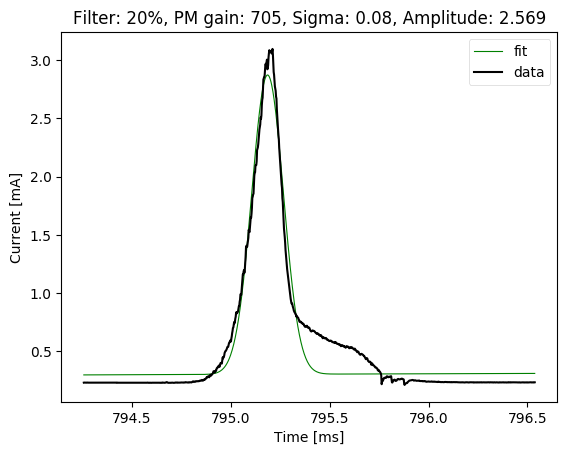 Filter: 20%, PM gain: 705, Sigma: 0.08, Amplitude: 2.569
fit
data
3.0
2.5
2.0
1.5
1.0
0.5
Current [mA]
794.5 795.0 795.5 796.0 796.5
Time [ms]